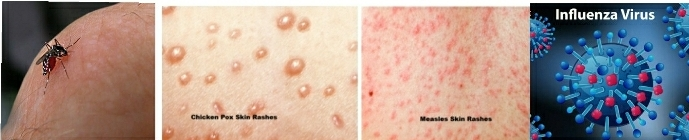 Influenza Virus
Chicken Pox Skin Rashes
Measles Skin Rashes